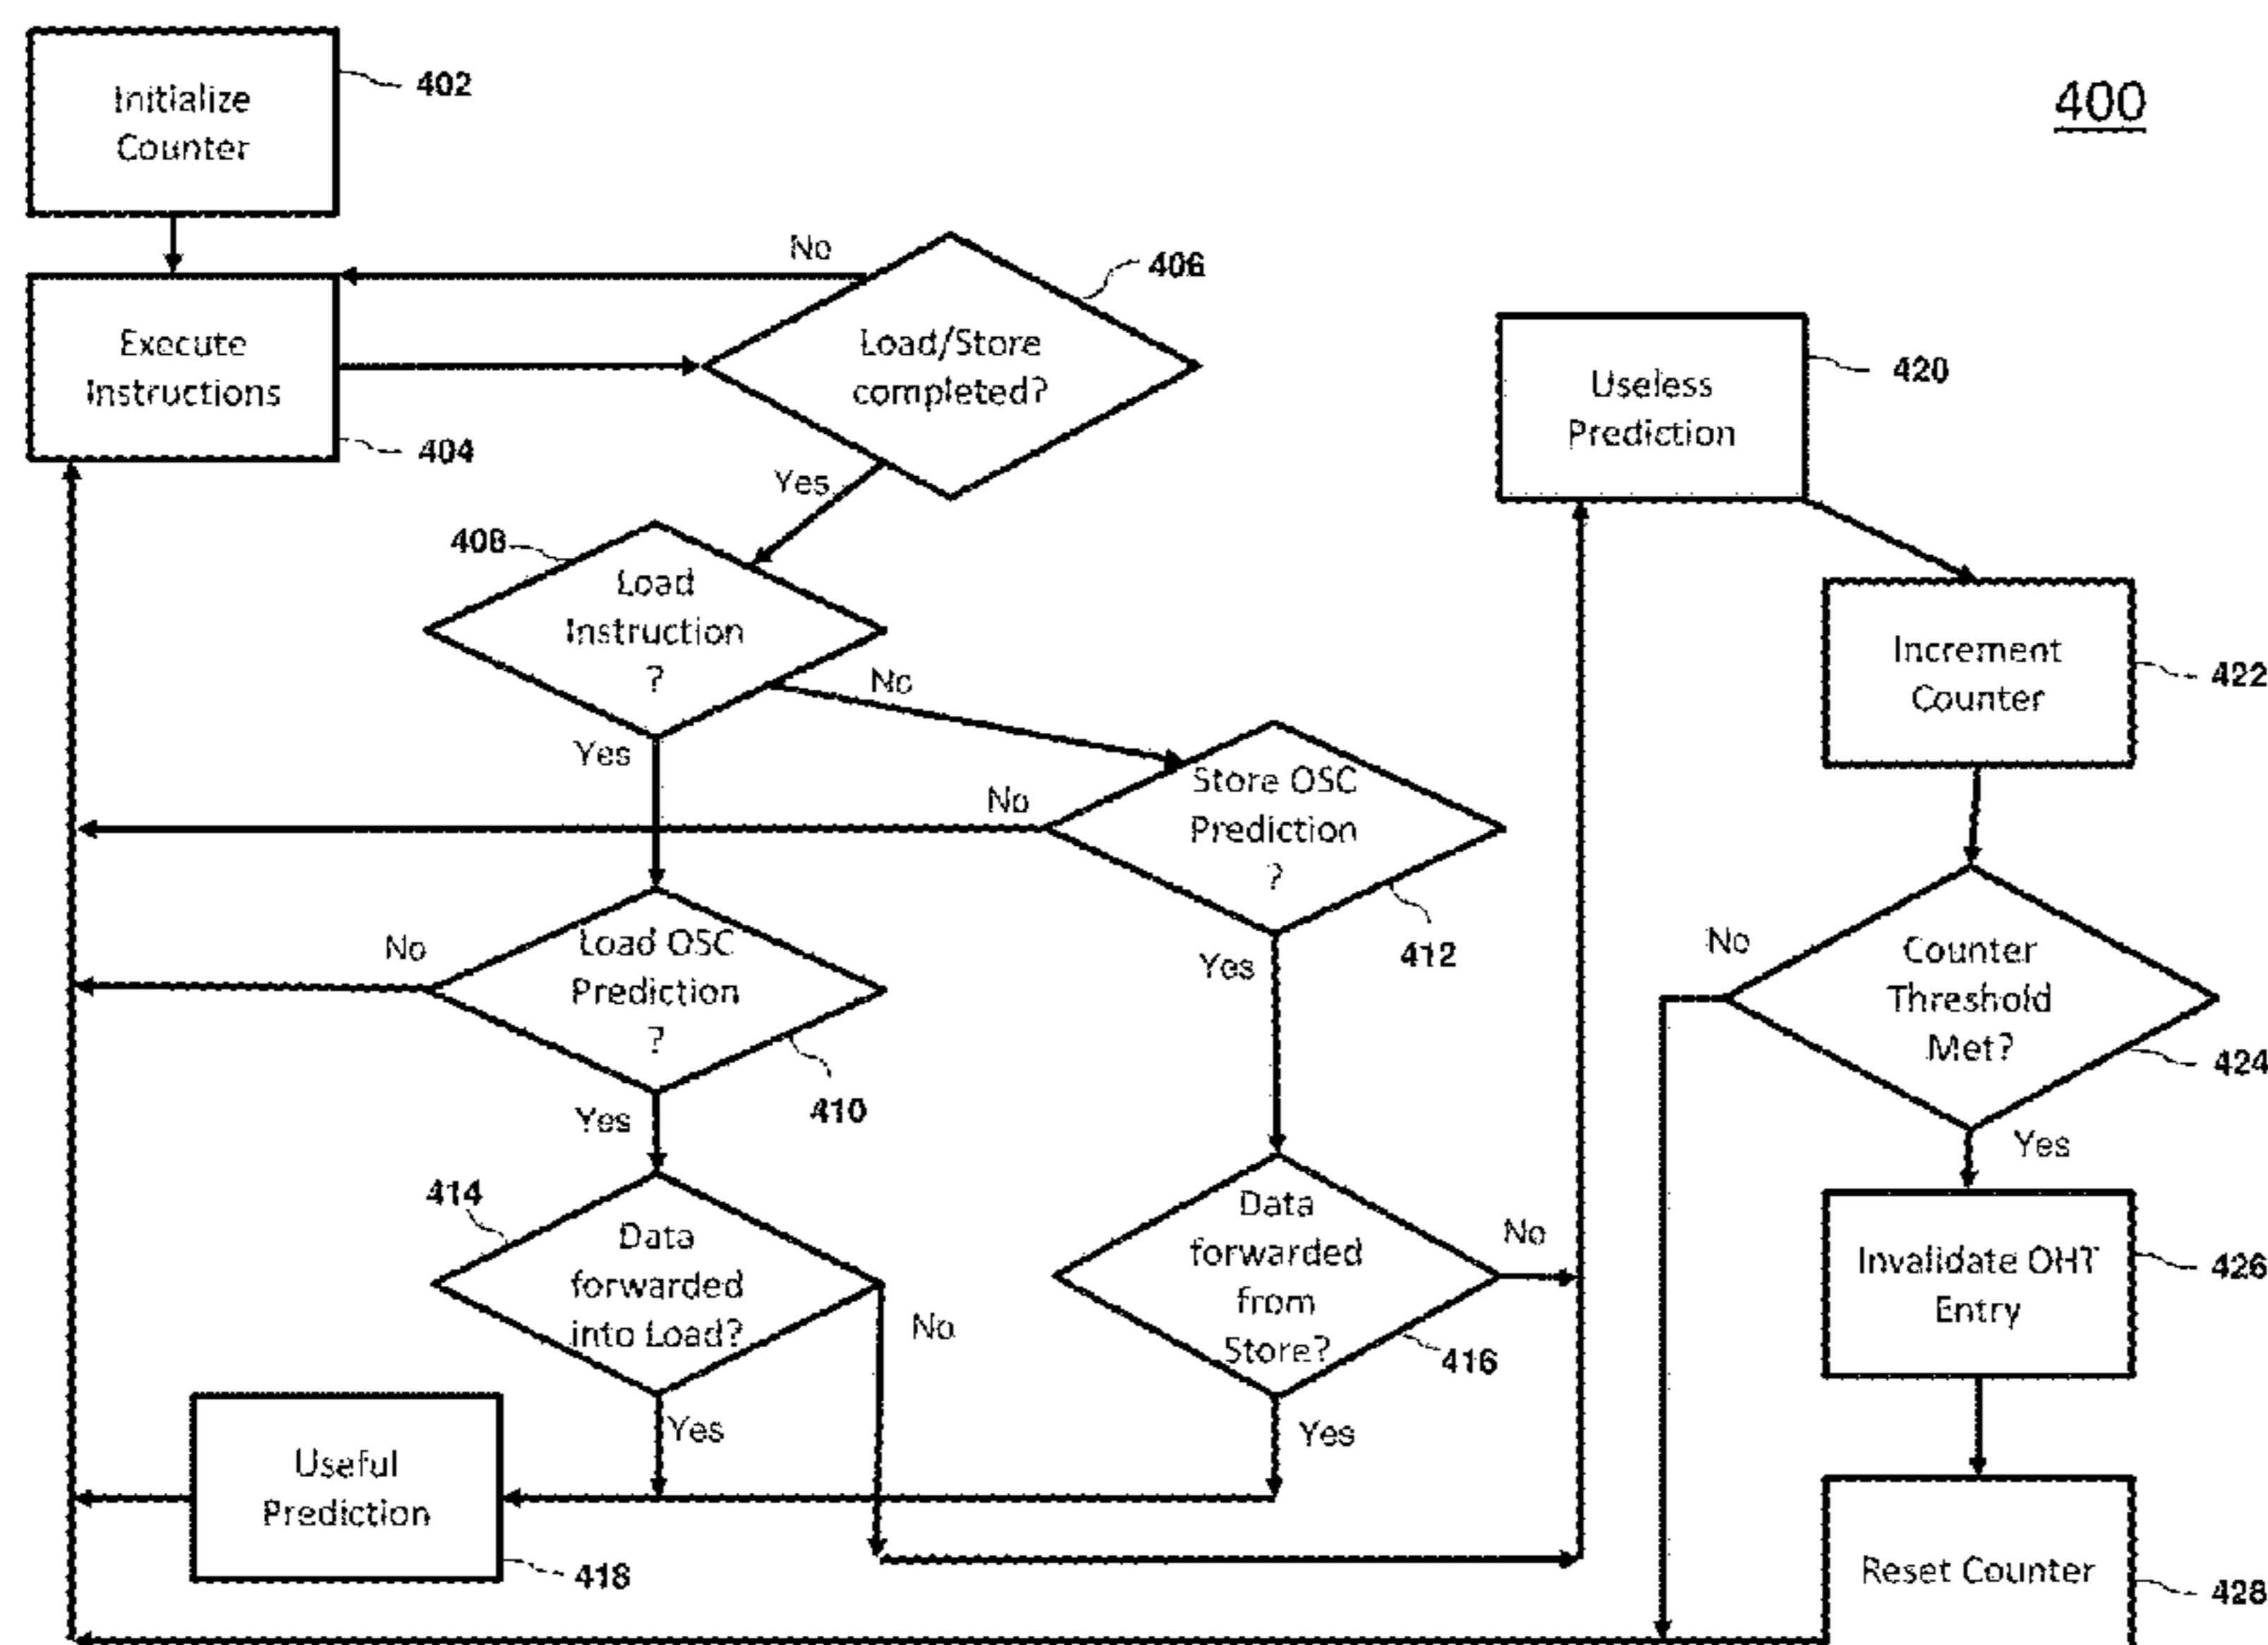 400
Initialize
Counter
402
Execute
Instructions
404
No
Load/Store
completed?
406
Yes
408
Load
Instruction
?
No
Yes
Store OSC
Prediction
?
412
No
Yes
Load OSC
Prediction
?
410
No
Yes
414
Data
forwarded
into Load?
No
Yes
Data
forwarded
from
Store?
416
No
Yes
Useful
Prediction
418
Useless
Prediction
420
Increment
Counter
422
Counter
Threshold
Met?
424
No
Yes
Invalidate OHT
Entry
426
Reset Counter
428